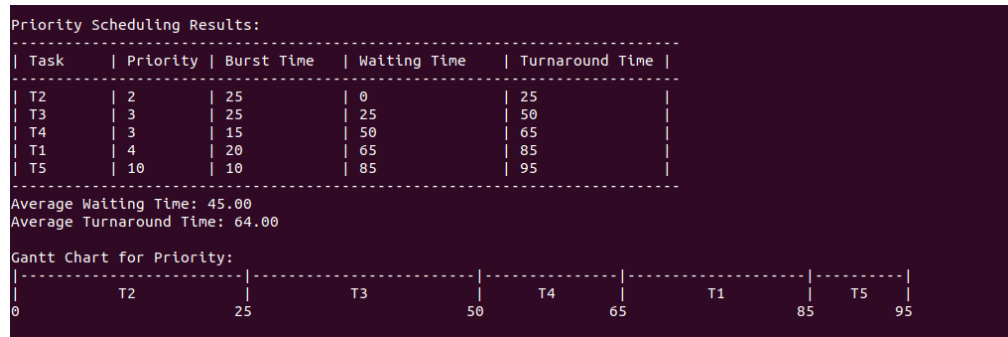 Priority Scheduling Results:
---------------------------------------------------------------------------
| Task     | Priority | Burst Time   | Waiting Time    | Turnaround Time |
---------------------------------------------------------------------------
| T2       | 2        | 25           | 0               | 25              |
| T3       | 3        | 25           | 25              | 50              |
| T4       | 3        | 15           | 50              | 65              |
| T1       | 4        | 20           | 65              | 85              |
| T5       | 10       | 10           | 85              | 95              |
---------------------------------------------------------------------------
Average Waiting Time: 45.00
Average Turnaround Time: 64.00
Gantt Chart for Priority:
|-------------------------|-------------------------|---------------|--------------------|----------|
|           T2            |           T3            |      T4       |         T1         |    T5    |
0                        25                        50              65                   85         95